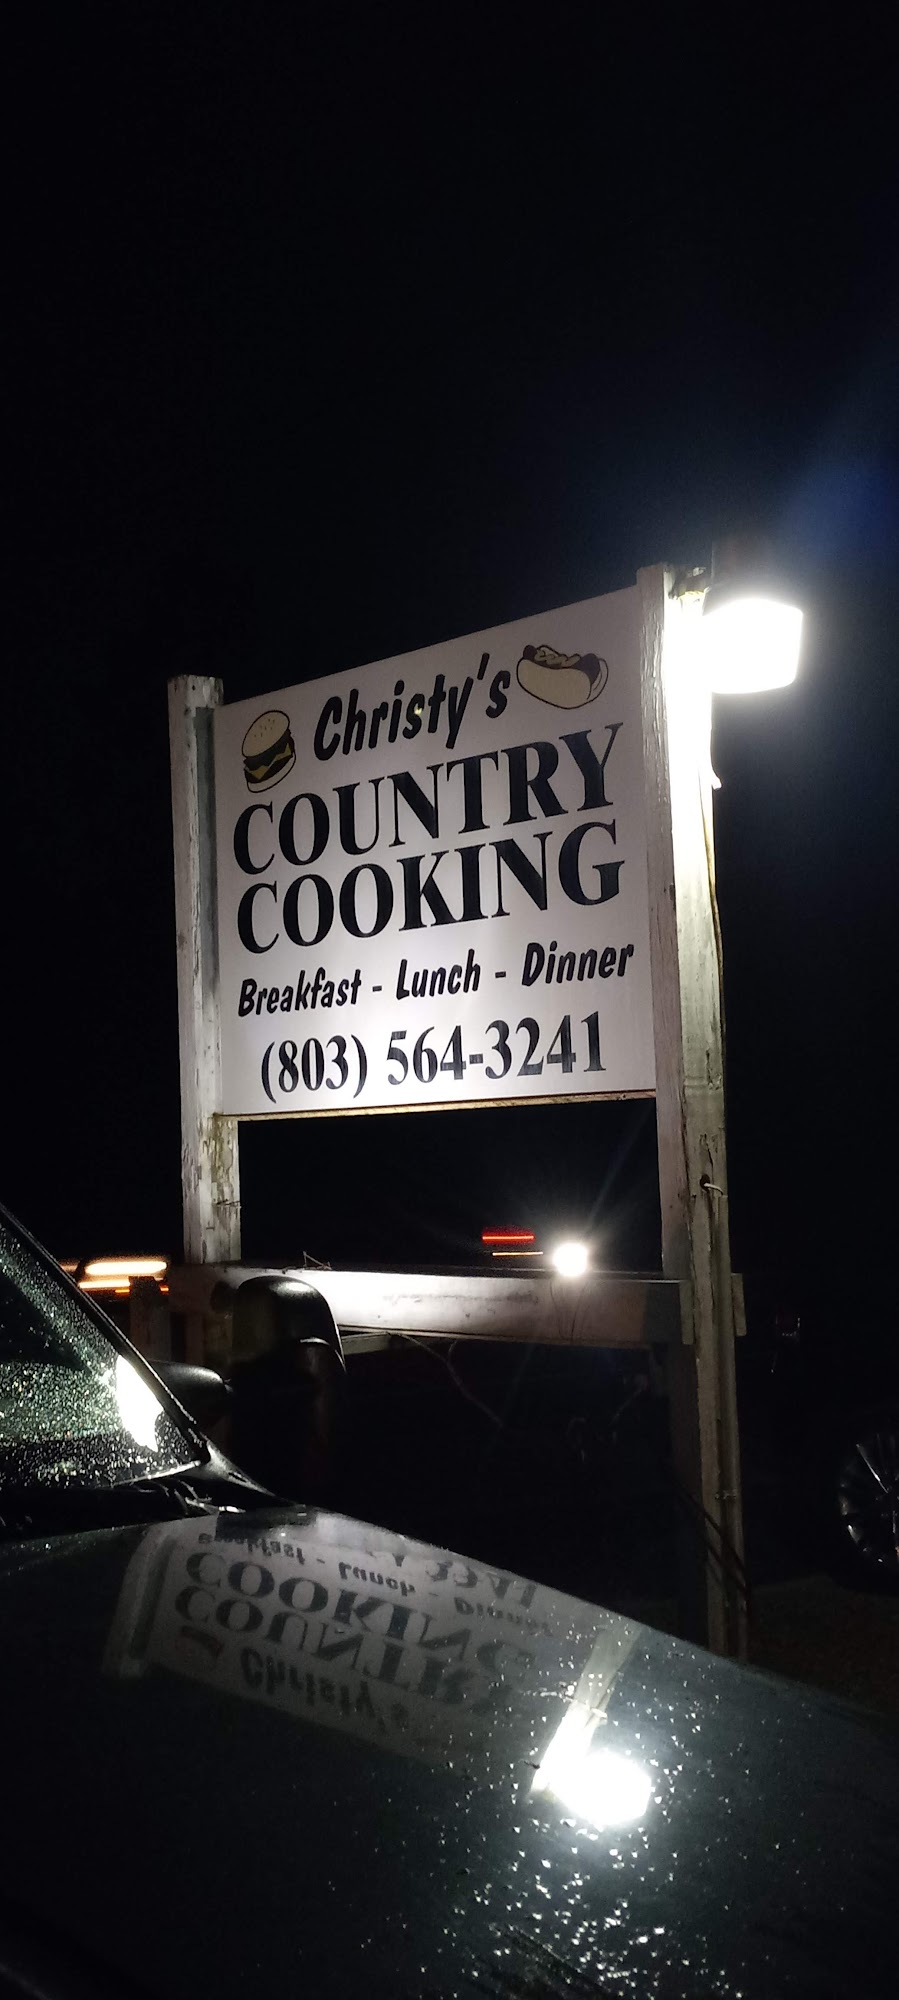 Christy's
COUNTRY
COOKING
Breakfast - Lunch - Dinner
(803) 564-3241